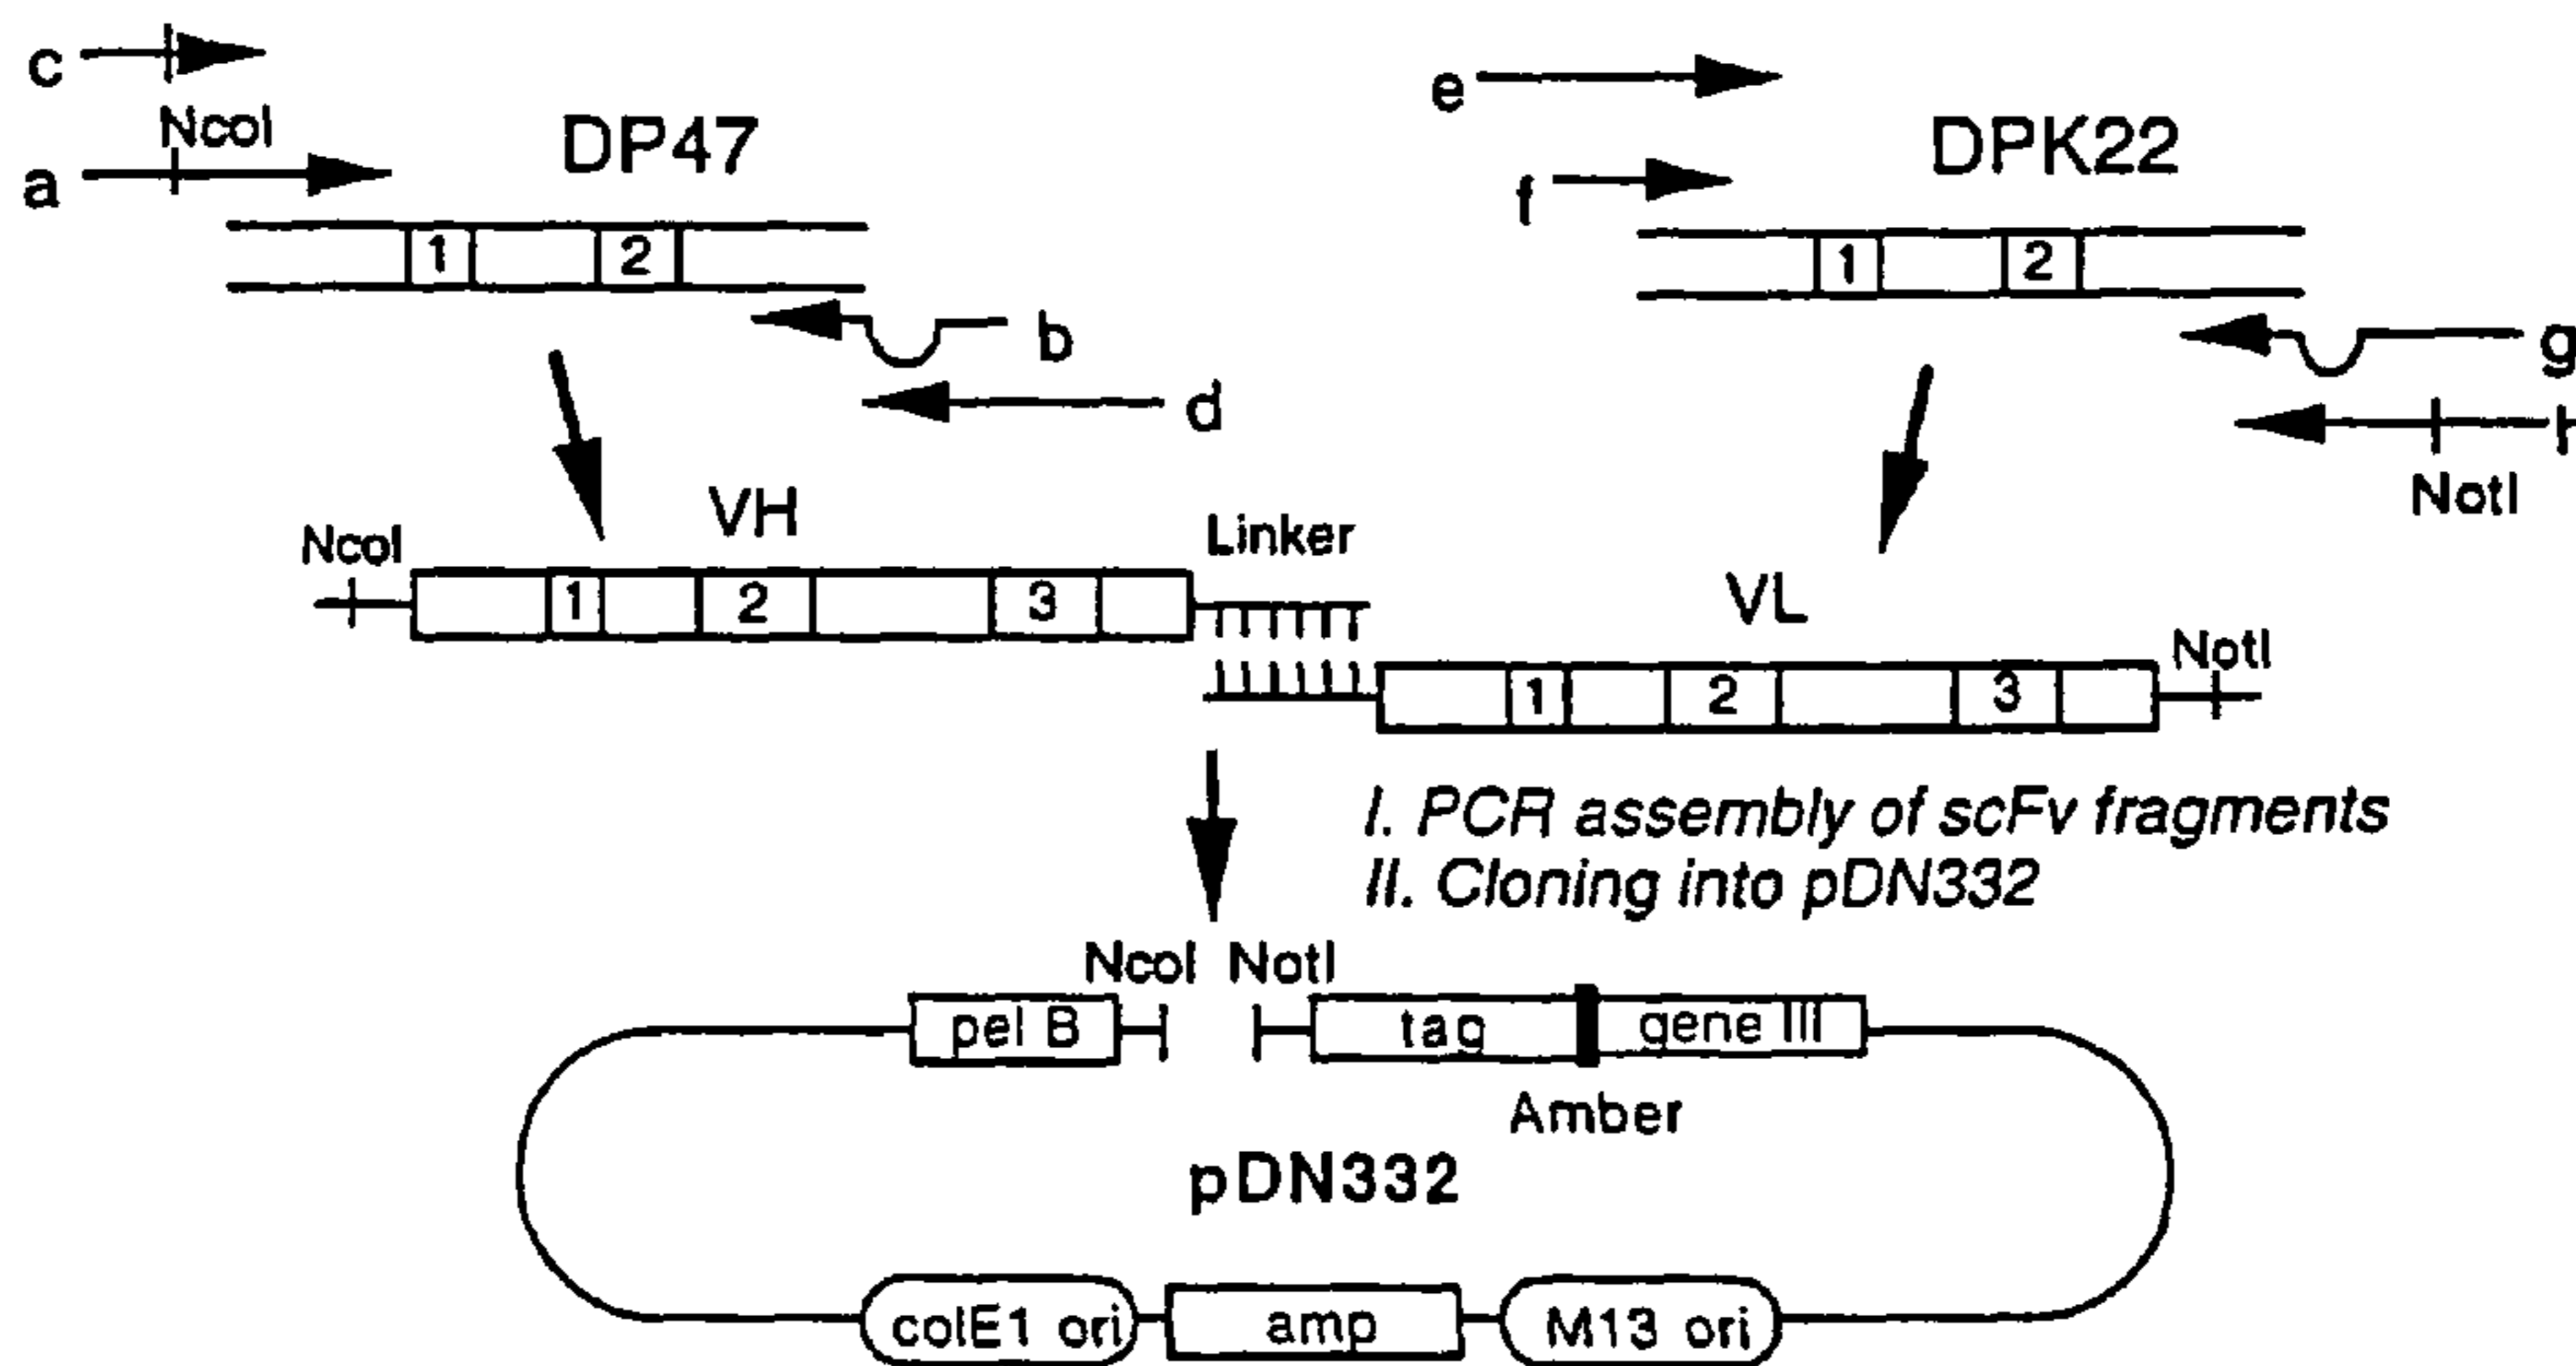 c
NcoI
a
DP47
1 2
b
d
e
f
DPK22
1 2
g
NotI
VH
NcoI
1 2 3
Linker
VL
1 2 3
NotI
I. PCR assembly of scFv fragments
II. Cloning into pDN332
NcoI NotI
pel B
tag
gene III
Amber
pDN332
colE1 ori
amp
M13 ori